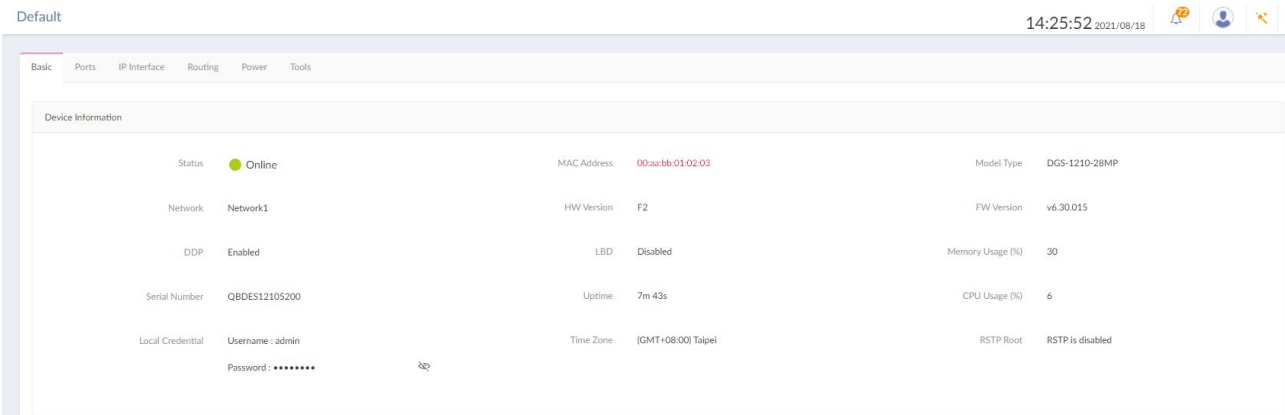 Default
14:25:52 2021/08/18
72
Basic Ports IP Interface Routing Power Tools
Device Information
Status Online MAC Address 00:aa:bb:01:02:03 Model Type DGS-1210-28MP
Network Network1 HW Version F2 FW Version v6.30.015
DDP Enabled LBD Disabled Memory Usage (%) 30
Serial Number QBDES12105200 Uptime 7m 43s CPU Usage (%) 6
Local Credential Username : admin Time Zone (GMT+08:00) Taipei RSTP Root RSTP is disabled
Password : ••••••••